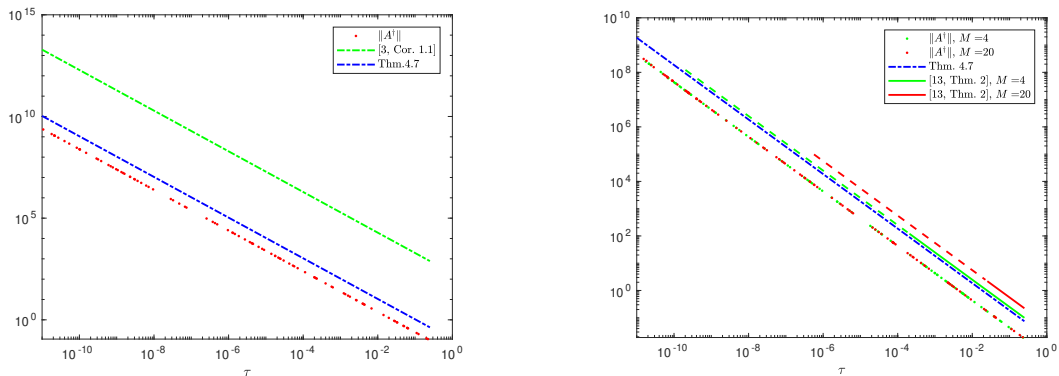 10^15
10^10
10^5
10^0
10^-10
10^-8
10^-6
10^-4
10^-2
10^0
τ
‖A^†‖
[3, Cor. 1.1]
Thm.4.7
10^10
10^8
10^6
10^4
10^2
10^0
10^-10
10^-8
10^-6
10^-4
10^-2
10^0
τ
‖A^†‖, M =4
‖A^†‖, M =20
Thm. 4.7
[13, Thm. 2], M =4
[13, Thm. 2], M =20